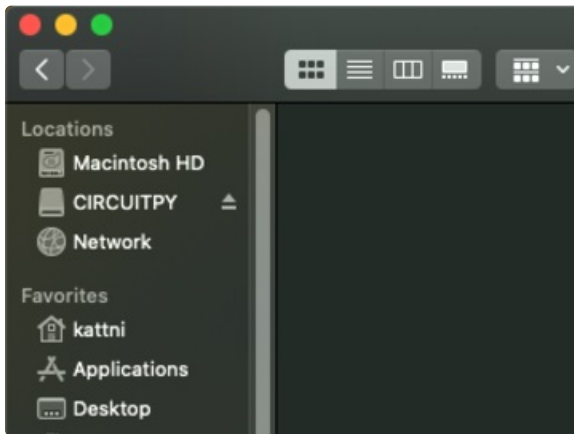 Locations
Macintosh HD
CIRCUITPY
Network
Favorites
kattni
Applications
Desktop